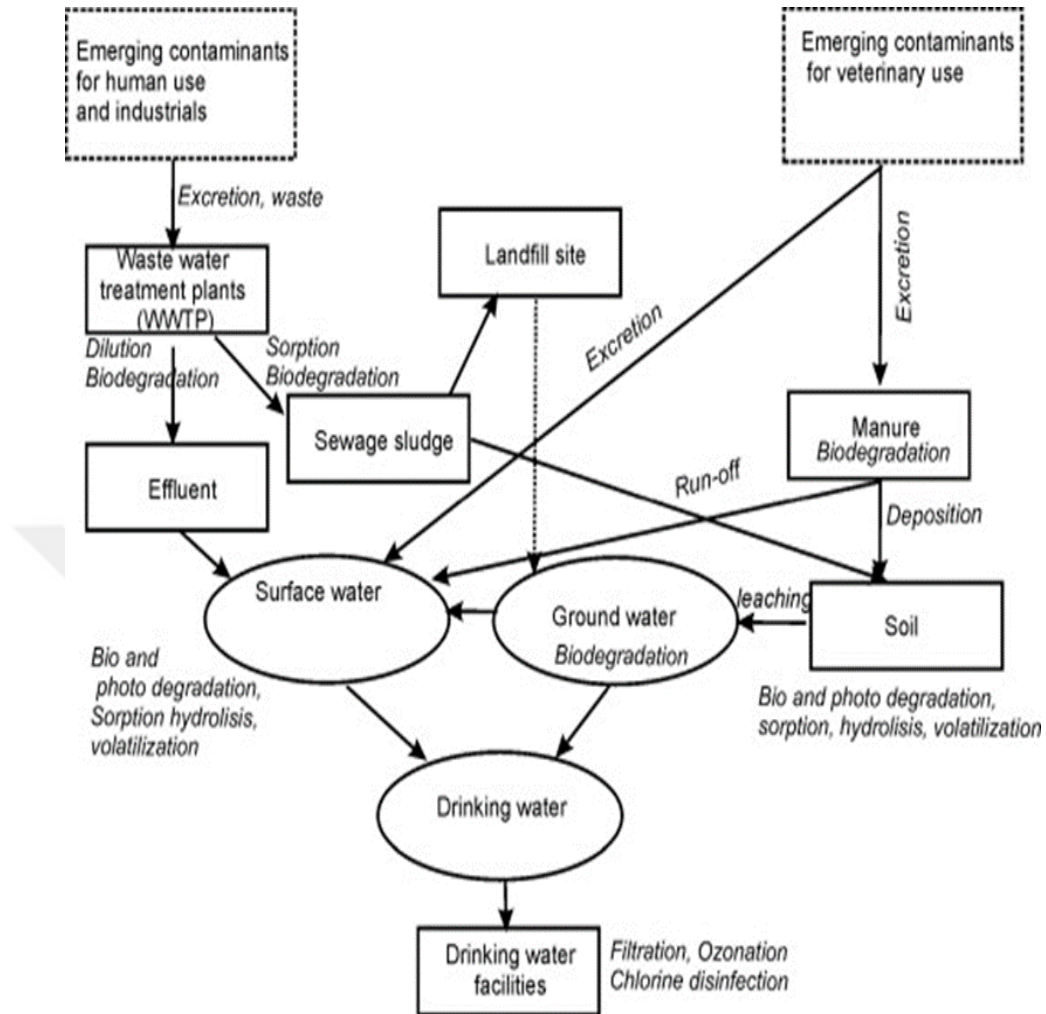 Emerging contaminants
for human use
and industrials
Emerging contaminants
for veterinary use
Excretion, waste
Landfill site
Waste water
treatment plants
(WWTP)
Excretion
Excretion
Dilution
Biodegradation
Sorption
Biodegradation
Sewage sludge
Manure
Biodegradation
Effluent
Run-off
Deposition
Surface water
Ground water
Biodegradation
leaching
Soil
Bio and
photo degradation,
Sorption hydrolisis,
volatilization
Bio and photo degradation,
sorption, hydrolisis, volatilization
Drinking water
Drinking water
facilities
Filtration, Ozonation
Chlorine disinfection